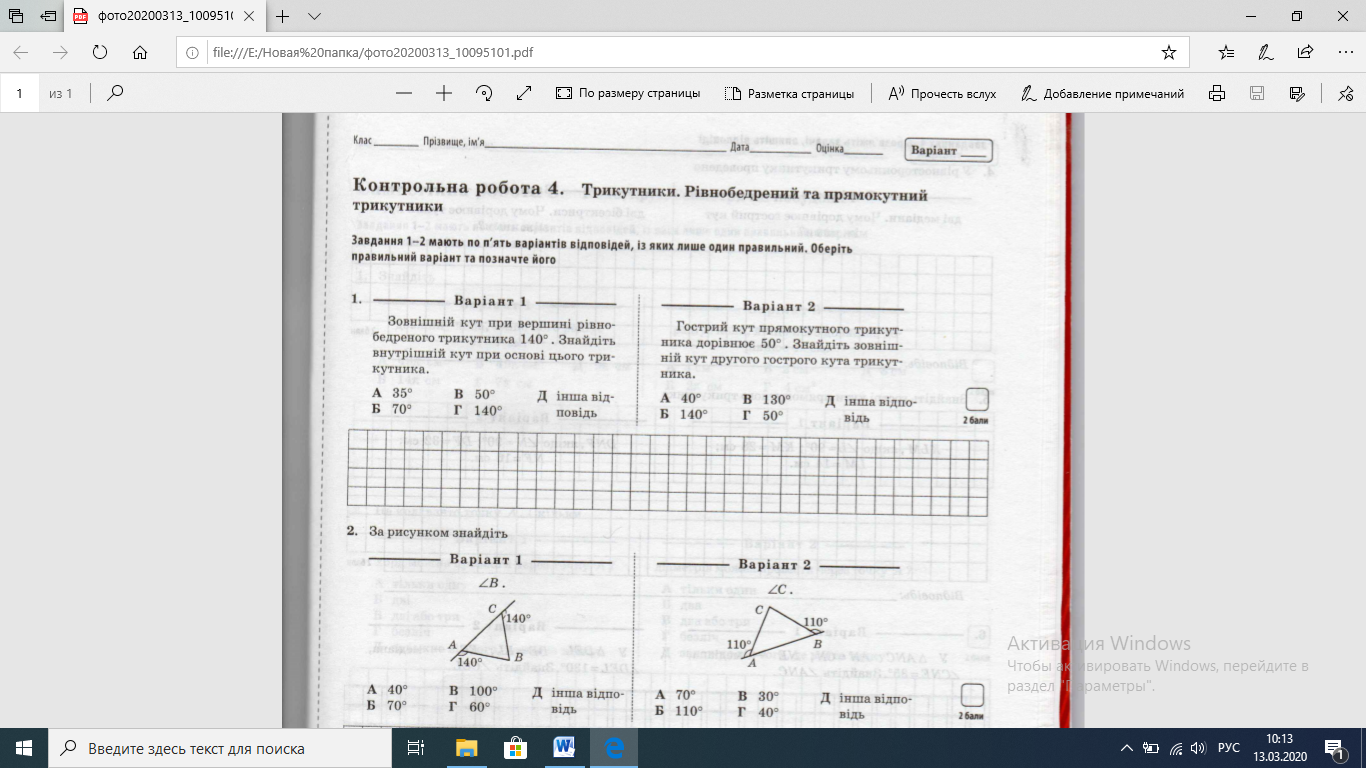 фото20200313_1009510
file:///E:/Новая%20папка/фото20200313_10095101.pdf
1 из 1
По размеру страницы
Разметка страницы
Прочесть вслух
Добавление примечаний
Клас Прізвище, ім'я Дата Оцінка Варіант
Контрольна робота 4. Трикутники. Рівнобедрений та прямокутний
трикутники
Завдання 1–2 мають по п'ять варіантів відповідей, із яких лише один правильний. Оберіть
правильний варіант та позначте його
1. Варіант 1
Зовнішній кут при вершині рівно-
бедреного трикутника 140°. Знайдіть
внутрішній кут при основі цього три-
кутника.
А 35° В 50° Д інша від-
Б 70° Г 140° повідь
Варіант 2
Гострий кут прямокутного трикут-
ника дорівнює 50°. Знайдіть зовніш-
ній кут другого гострого кута трикут-
ника.
А 40° В 130° Д інша відпо-
Б 140° Г 50° відь
2 бали
2. За рисунком знайдіть
Варіант 1
∠B.
C
140°
A
140°
B
А 40° В 100° Д інша відпо-
Б 70° Г 60° відь
Варіант 2
∠C.
C
110°
110°
B
A
А 70° В 30° Д інша відпо-
Б 110° Г 40° відь
2 бали
Активация Windows
Чтобы активировать Windows, перейдите в
раздел "Параметры".
Введите здесь текст для поиска
РУС
10:13
13.03.2020
1